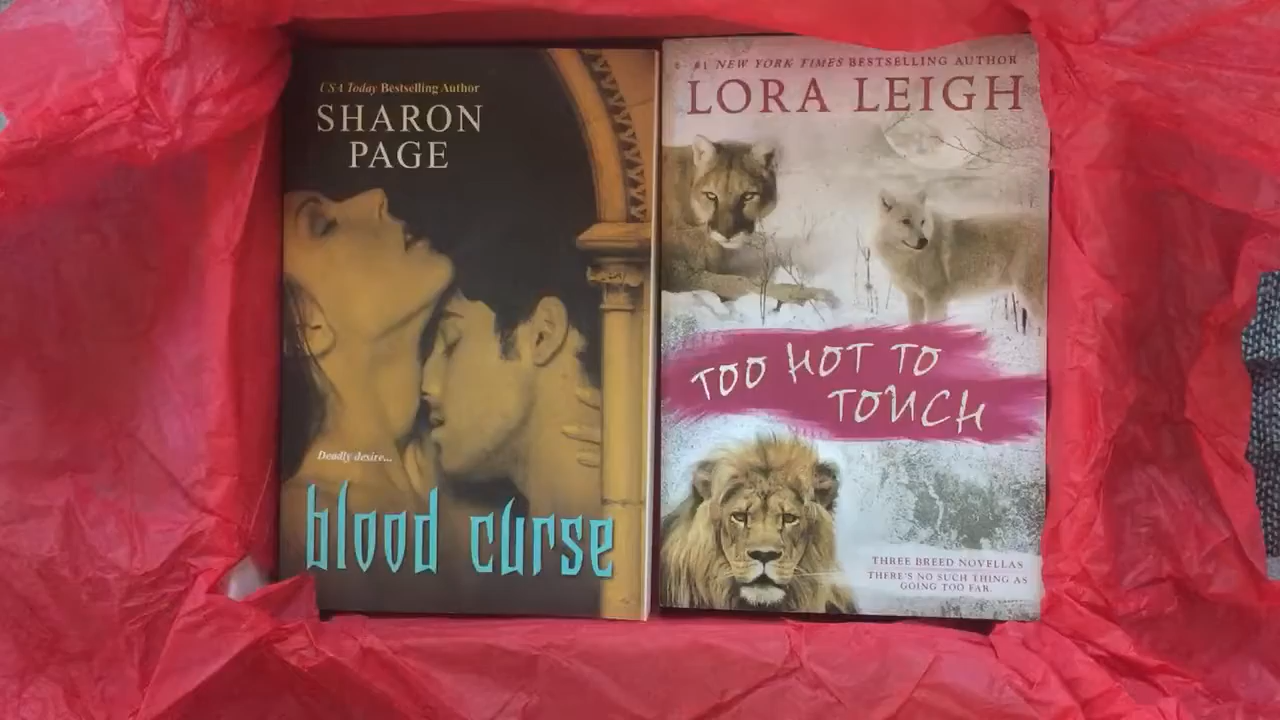 USA Today Bestselling Author
SHARON
PAGE
Deadly desire...
blood curse
#1 NEW YORK TIMES BESTSELLING AUTHOR
LORA LEIGH
TOO HOT TO
TOUCH
THREE BREED NOVELLAS
THERE'S NO SUCH THING AS
GOING TOO FAR.